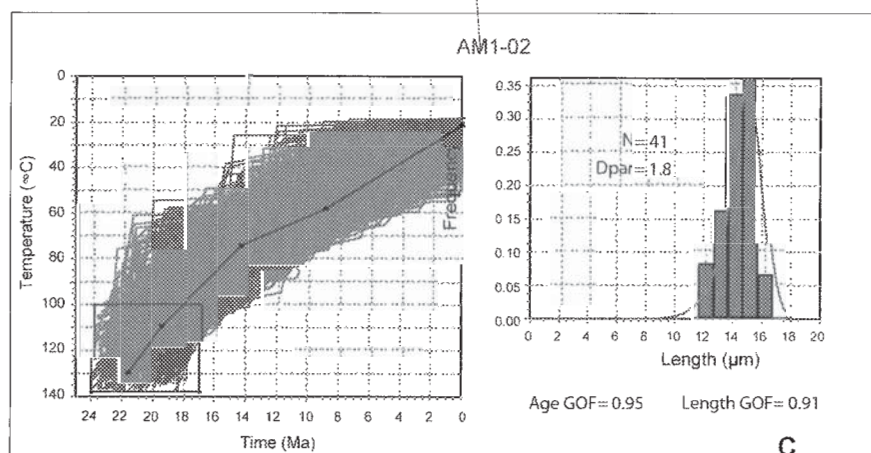 AM1-02
0
20
40
60
80
100
120
140
Temperature (°C)
24 22 20 18 16 14 12 10 8 6 4 2 0
Time (Ma)
Frequency
0.35
0.30
0.25
0.20
0.15
0.10
0.05
0.00
N=41
Dpar=1.8
0 2 4 6 8 10 12 14 16 18 20
Length (µm)
Age GOF= 0.95 Length GOF= 0.91
C